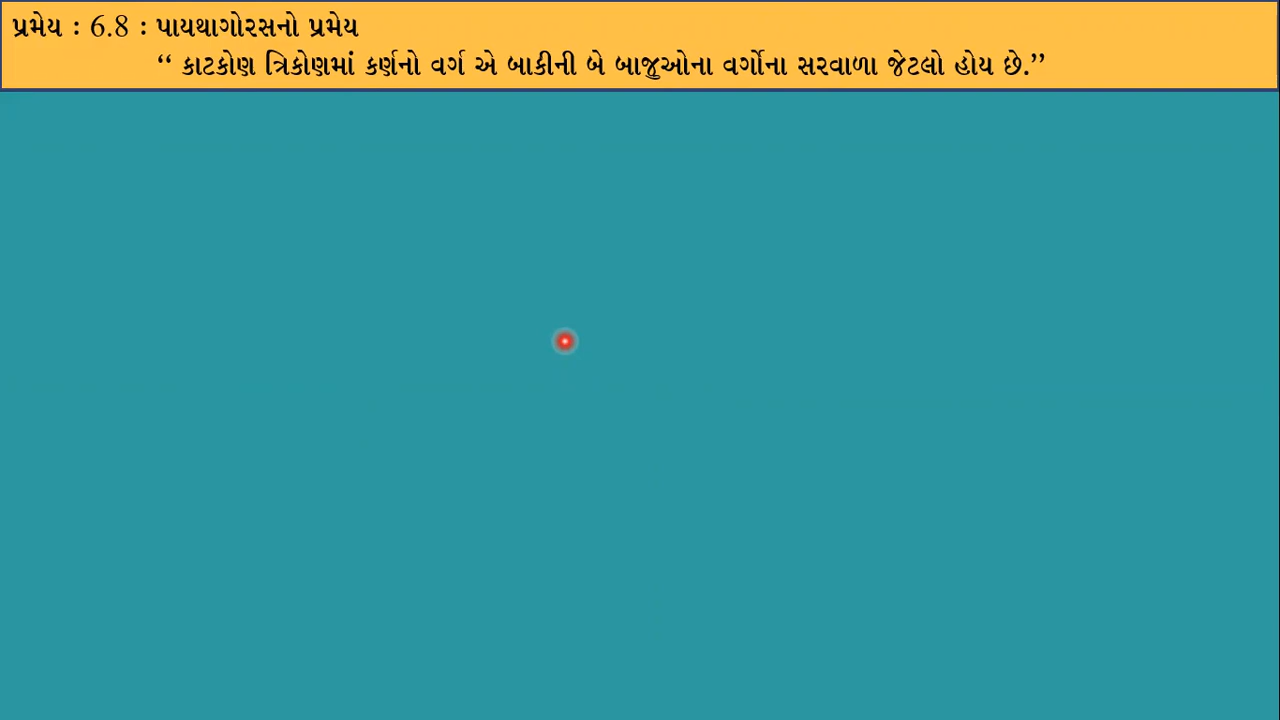 પ્રમેય : 6.8 : પાયથાગોરસનો પ્રમેય
“ કાટકોણ ત્રિકોણમાં કર્ણનો વર્ગ એ બાકીની બે બાજુઓના વર્ગોના સરવાળા જેટલો હોય છે.”